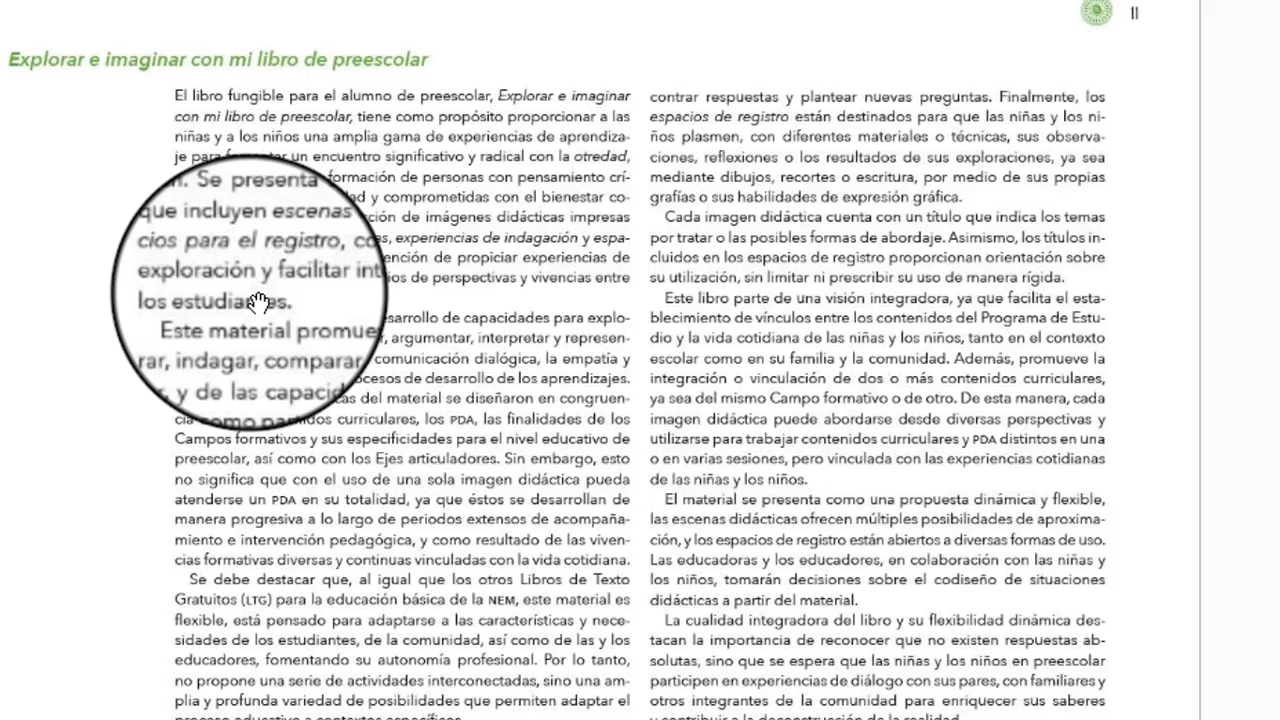 11
Explorar e imaginar con mi libro de preescolar
El libro fungible para el alumno de preescolar, Explorar e imaginar
con mi libro de preescolar, tiene como propósito proporcionar a las
niñas y a los niños una amplia gama de experiencias de aprendiza-
je para un encuentro significativo y radical con la otredad,
formación de personas con pensamiento crí-
y comprometidas con el bienestar co-
de imágenes didácticas impresas
experiencias de indagación y espa-
de propiciar experiencias de
de perspectivas y vivencias entre
de capacidades para explo-
argumentar, interpretar y represen-
comunicación dialógica, la empatía y
de desarrollo de los aprendizajes.
del material se diseñaron en congruen-
curriculares, los PDA, las finalidades de los
Campos formativos y sus especificidades para el nivel educativo de
preescolar, así como con los Ejes articuladores. Sin embargo, esto
no significa que con el uso de una sola imagen didáctica pueda
atenderse un PDA en su totalidad, ya que éstos se desarrollan de
manera progresiva a lo largo de periodos extensos de acompaña-
miento e intervención pedagógica, y como resultado de las viven-
cias formativas diversas y continuas vinculadas con la vida cotidiana.
Se debe destacar que, al igual que los otros Libros de Texto
Gratuitos (LTG) para la educación básica de la NEM, este material es
flexible, está pensado para adaptarse a las características y nece-
sidades de los estudiantes, de la comunidad, así como de las y los
educadores, fomentando su autonomía profesional. Por lo tanto,
no propone una serie de actividades interconectadas, sino una am-
plia y profunda variedad de posibilidades que permiten adaptar el
proceso educativo a contextos específicos.
Se presenta
que incluyen escenas
cios para el registro,
exploración y facilitar
los
Este material
rar, indagar, comparar
y de las
contrar respuestas y plantear nuevas preguntas. Finalmente, los
espacios de registro están destinados para que las niñas y los ni-
ños plasmen, con diferentes materiales o técnicas, sus observa-
ciones, reflexiones o los resultados de sus exploraciones, ya sea
mediante dibujos, recortes o escritura, por medio de sus propias
grafías o sus habilidades de expresión gráfica.
Cada imagen didáctica cuenta con un título que indica los temas
por tratar o las posibles formas de abordaje. Asimismo, los títulos in-
cluidos en los espacios de registro proporcionan orientación sobre
su utilización, sin limitar ni prescribir su uso de manera rígida.
Este libro parte de una visión integradora, ya que facilita el esta-
blecimiento de vínculos entre los contenidos del Programa de Estu-
dio y la vida cotidiana de las niñas y los niños, tanto en el contexto
escolar como en su familia y la comunidad. Además, promueve la
integración o vinculación de dos o más contenidos curriculares,
ya sea del mismo Campo formativo o de otro. De esta manera, cada
imagen didáctica puede abordarse desde diversas perspectivas y
utilizarse para trabajar contenidos curriculares y PDA distintos en una
o en varias sesiones, pero vinculada con las experiencias cotidianas
de las niñas y los niños.
El material se presenta como una propuesta dinámica y flexible,
las escenas didácticas ofrecen múltiples posibilidades de aproxima-
ción, y los espacios de registro están abiertos a diversas formas de uso.
Las educadoras y los educadores, en colaboración con las niñas y
los niños, tomarán decisiones sobre el codiseño de situaciones
didácticas a partir del material.
La cualidad integradora del libro y su flexibilidad dinámica des-
tacan la importancia de reconocer que no existen respuestas ab-
solutas, sino que se espera que las niñas y los niños en preescolar
participen en experiencias de diálogo con sus pares, con familiares y
otros integrantes de la comunidad para enriquecer sus saberes
y contribuir a la deconstrucción de la realidad.